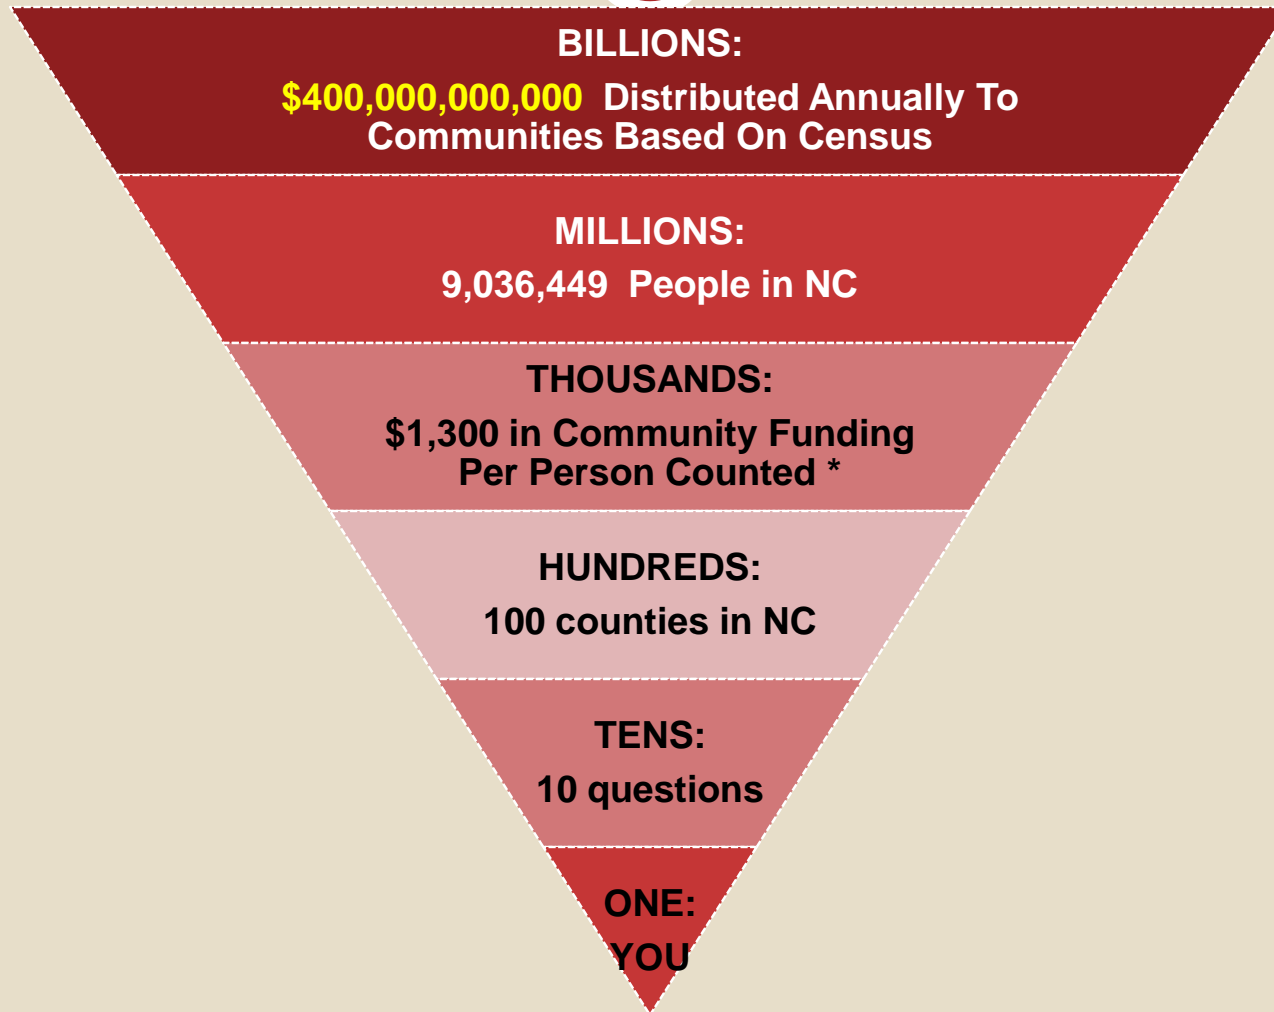 BILLIONS:
$400,000,000,000 Distributed Annually To
Communities Based On Census
MILLIONS:
9,036,449 People in NC
THOUSANDS:
$1,300 in Community Funding
Per Person Counted *
HUNDREDS:
100 counties in NC
TENS:
10 questions
ONE:
YOU